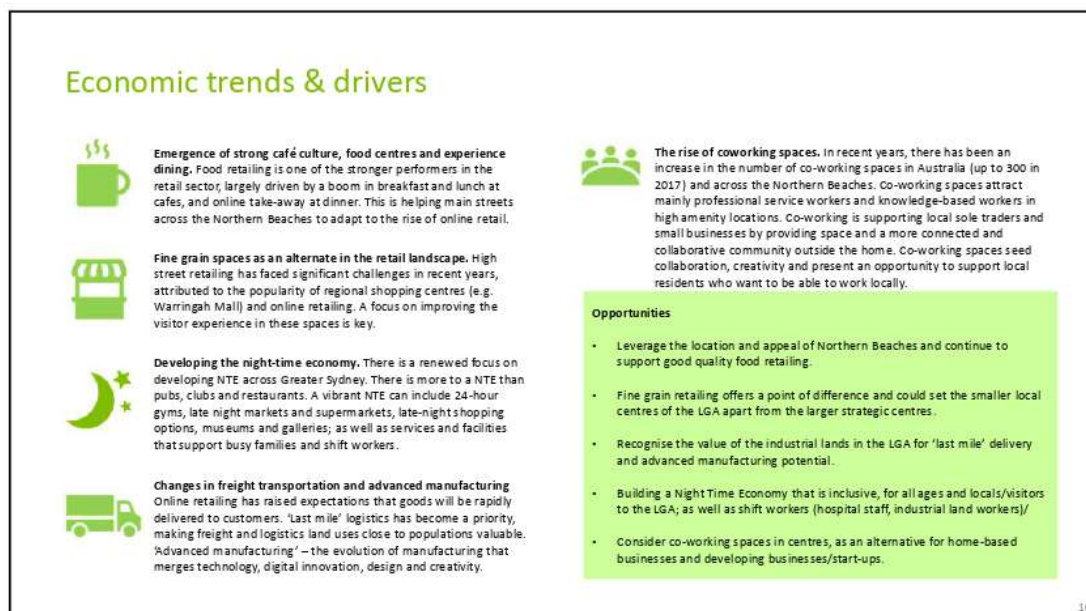 Economic trends & drivers
Emergence of strong café culture, food centres and experience
dining. Food retailing is one of the stronger performers in the
retail sector, largely driven by a boom in breakfast and lunch at
cafes, and online take-away at dinner. This is helping main streets
across the Northern Beaches to adapt to the rise of online retail.
Fine grain spaces as an alternate in the retail landscape. High
street retailing has faced significant challenges in recent years,
attributed to the popularity of regional shopping centres (e.g.
Warringah Mall) and online retailing. A focus on improving the
visitor experience in these spaces is key.
Developing the night-time economy. There is a renewed focus on
developing NTE across Greater Sydney. There is more to a NTE than
pubs, clubs and restaurants. A vibrant NTE can include 24-hour
gyms, late night markets and supermarkets, late-night shopping
options, museums and galleries; as well as services and facilities
that support busy families and shift workers.
Changes in freight transportation and advanced manufacturing
Online retailing has raised expectations that goods will be rapidly
delivered to customers. 'Last mile' logistics has become a priority,
making freight and logistics land uses close to populations valuable.
'Advanced manufacturing' – the evolution of manufacturing that
merges technology, digital innovation, design and creativity.
The rise of coworking spaces. In recent years, there has been an
increase in the number of co-working spaces in Australia (up to 300 in
2017) and across the Northern Beaches. Co-working spaces attract
mainly professional service workers and knowledge-based workers in
high amenity locations. Co-working is supporting local sole traders and
small businesses by providing space and a more connected and
collaborative community outside the home. Co-working spaces seed
collaboration, creativity and present an opportunity to support local
residents who want to be able to work locally.
Opportunities
• Leverage the location and appeal of Northern Beaches and continue to
support good quality food retailing.
• Fine grain retailing offers a point of difference and could set the smaller local
centres of the LGA apart from the larger strategic centres.
• Recognise the value of the industrial lands in the LGA for 'last mile' delivery
and advanced manufacturing potential.
• Building a Night Time Economy that is inclusive, for all ages and locals/visitors
to the LGA; as well as shift workers (hospital staff, industrial land workers)/
• Consider co-working spaces in centres, as an alternative for home-based
businesses and developing businesses/start-ups.